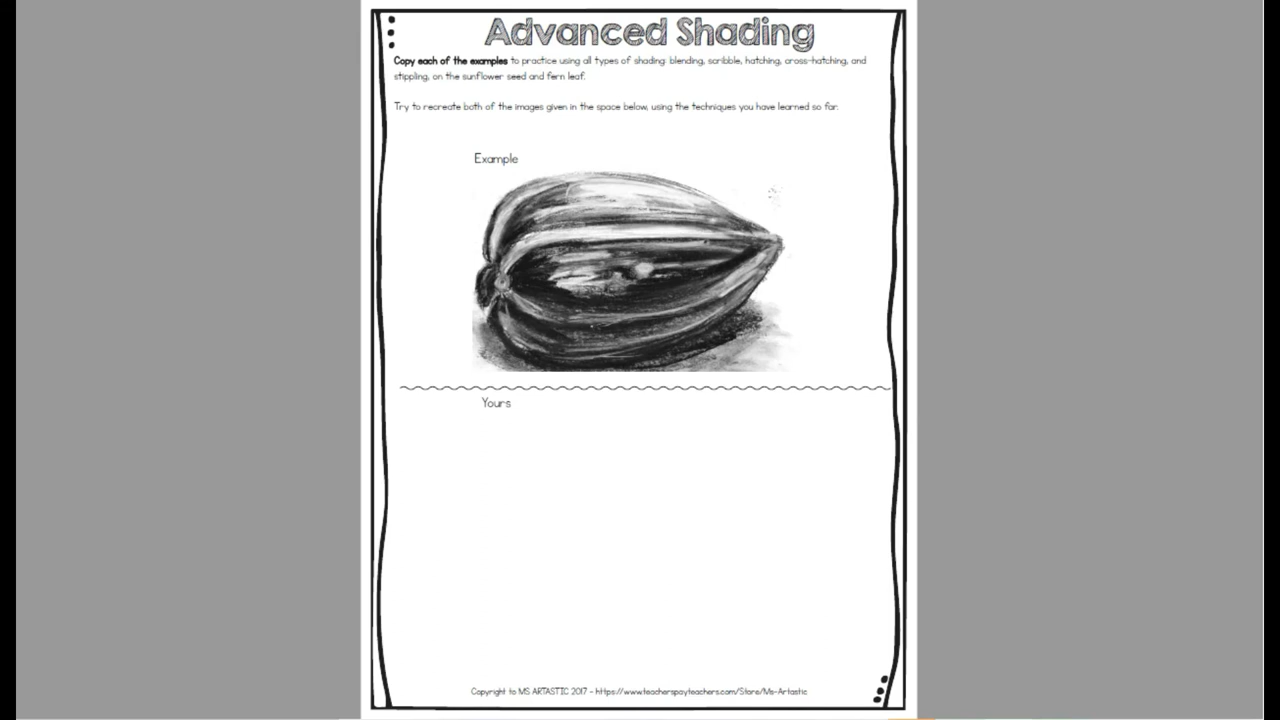 Advanced Shading
Copy each of the examples to practice using all types of shading: blending, scribble, hatching, cross-hatching, and
stippling, on the sunflower seed and fern leaf.
Try to recreate both of the images given in the space below, using the techniques you have learned so far.
Example
Yours
Copyright to MS ARTASTIC 2017 - https://www.teacherspayteachers.com/Store/Ms-Artastic